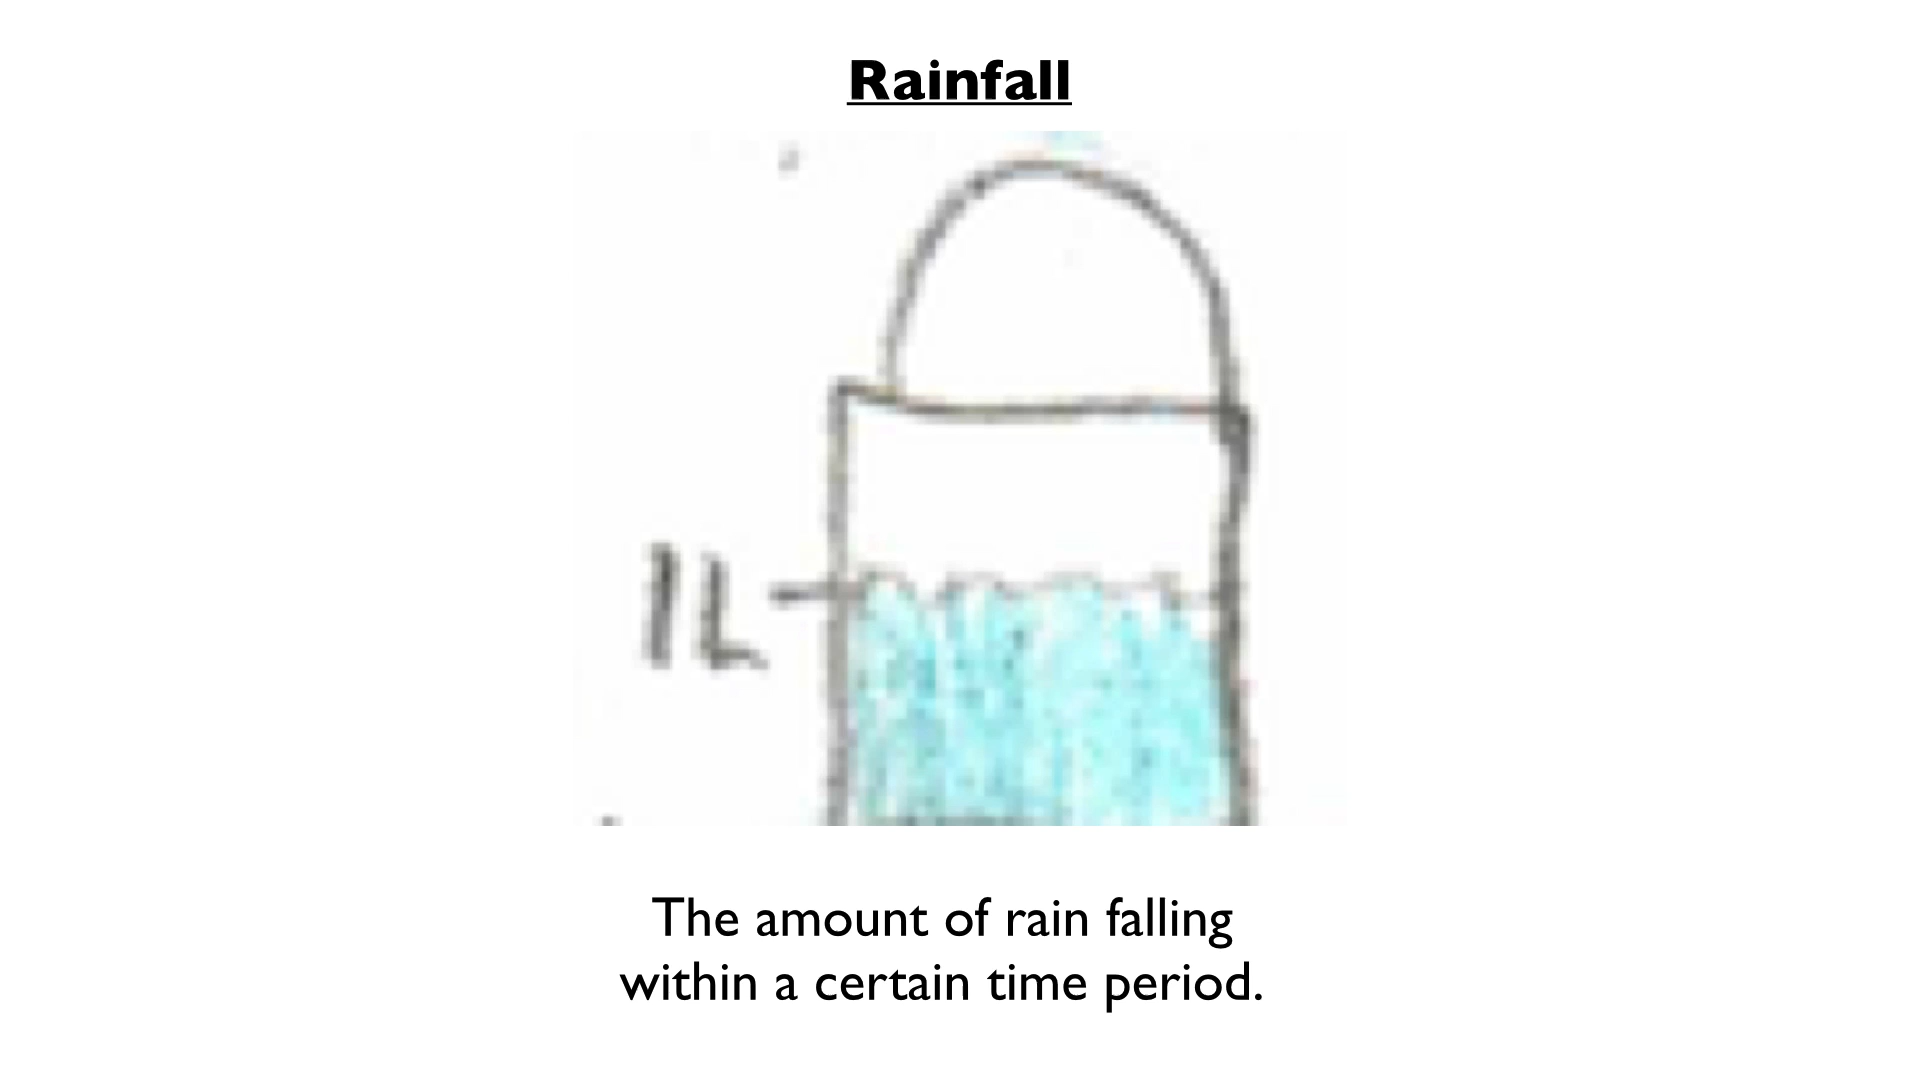 Rainfall
1L
The amount of rain falling
within a certain time period.